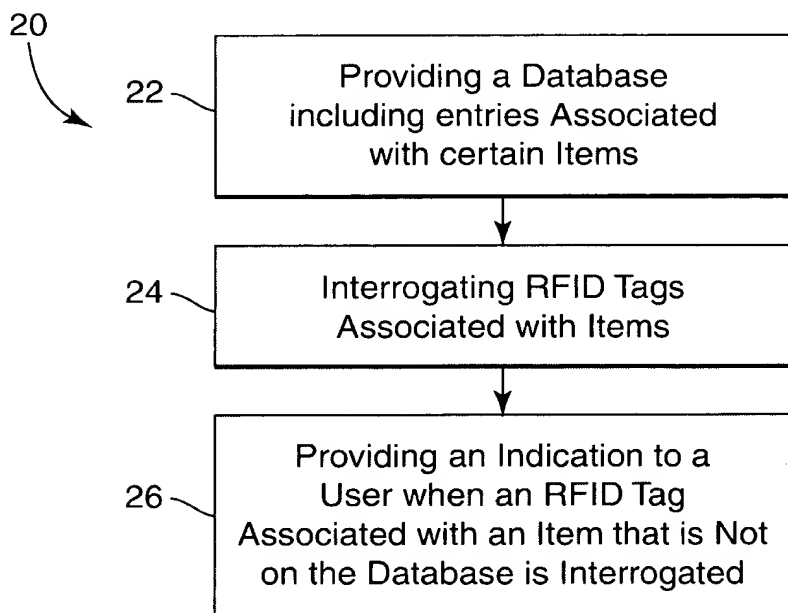 20
22
Providing a Database
including entries Associated
with certain Items
24
Interrogating RFID Tags
Associated with Items
26
Providing an Indication to a
User when an RFID Tag
Associated with an Item that is Not
on the Database is Interrogated